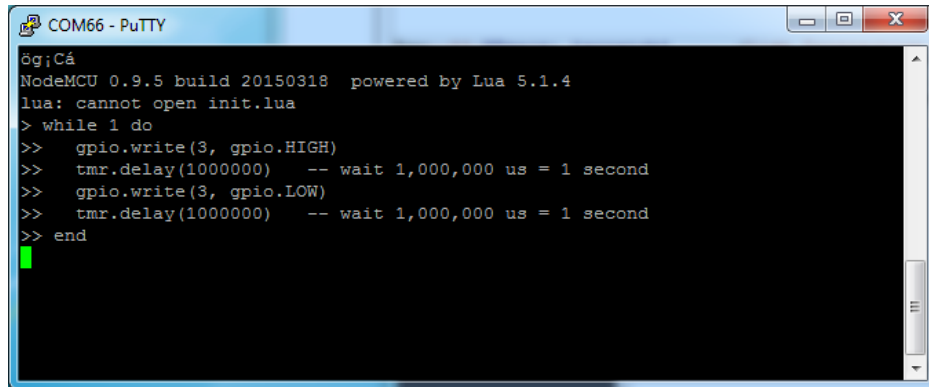 COM66 - PuTTY
ög¡Cá
NodeMCU 0.9.5 build 20150318  powered by Lua 5.1.4
lua: cannot open init.lua
> while 1 do
>>   gpio.write(3, gpio.HIGH)
>>   tmr.delay(1000000)   -- wait 1,000,000 us = 1 second
>>   gpio.write(3, gpio.LOW)
>>   tmr.delay(1000000)   -- wait 1,000,000 us = 1 second
>> end